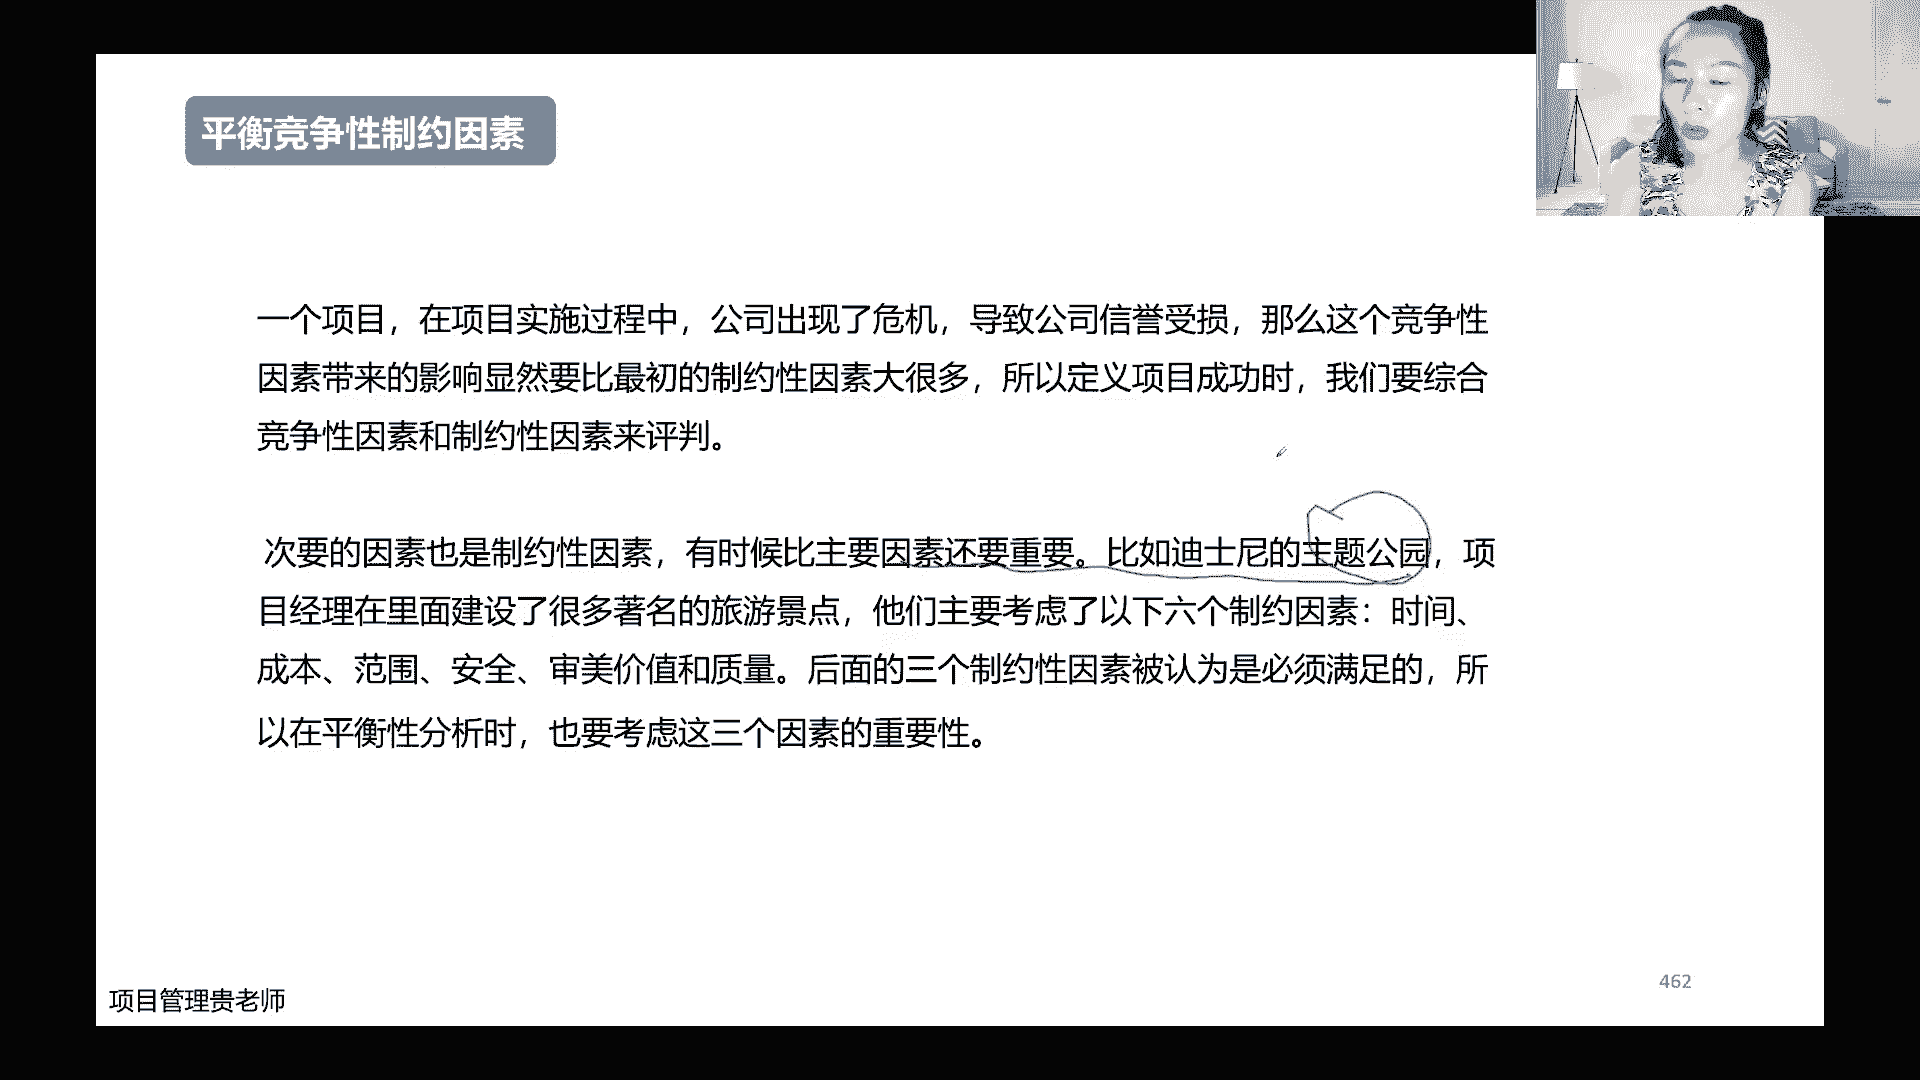 平衡竞争性制约因素
一个项目，在项目实施过程中，公司出现了危机，导致公司信誉受损，那么这个竞争性
因素带来的影响显然要比最初的制约性因素大很多，所以定义项目成功时，我们要综合
竞争性因素和制约性因素来评判。
次要的因素也是制约性因素，有时候比主要因素还要重要。比如迪士尼的主题公园，项
目经理在里面建设了很多著名的旅游景点，他们主要考虑了以下六个制约因素：时间、
成本、范围、安全、审美价值和质量。后面的三个制约性因素被认为是必须满足的，所
以在平衡性分析时，也要考虑这三个因素的重要性。
462
项目管理贵老师